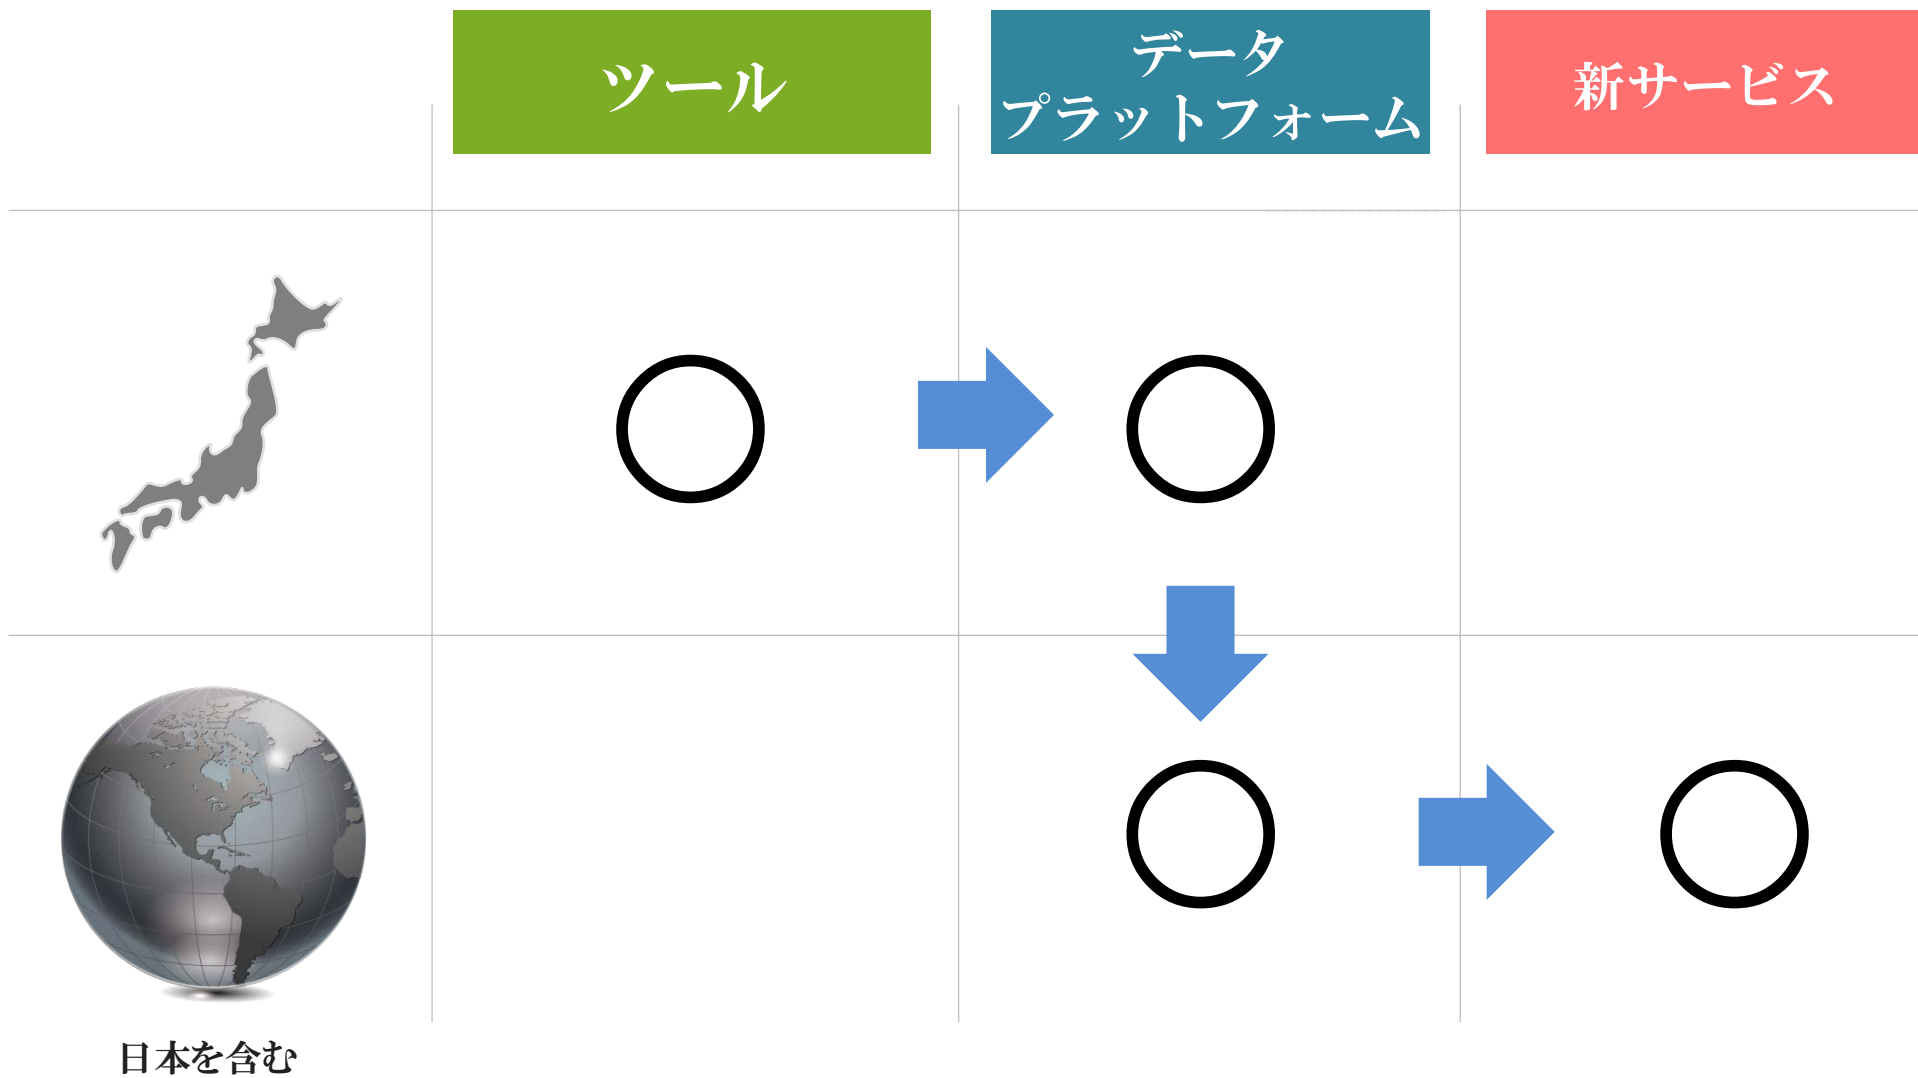 ツール
データ
プラットフォーム
新サービス
日本を含む